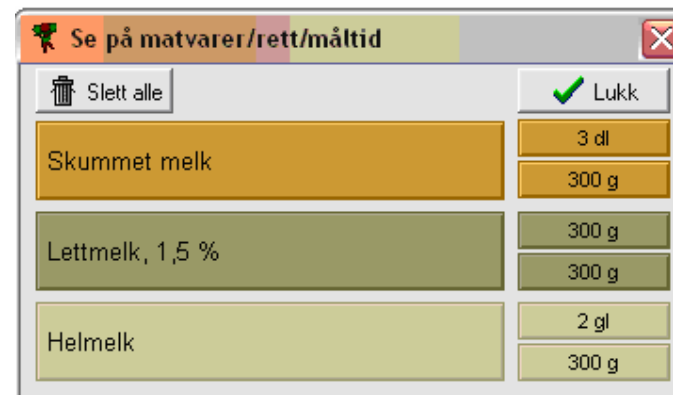 Se på matvarer/rett/måltid
Slett alle
Lukk
Skummet melk
3 dl
300 g
Lettmelk, 1,5 %
300 g
300 g
Helmelk
2 gl
300 g